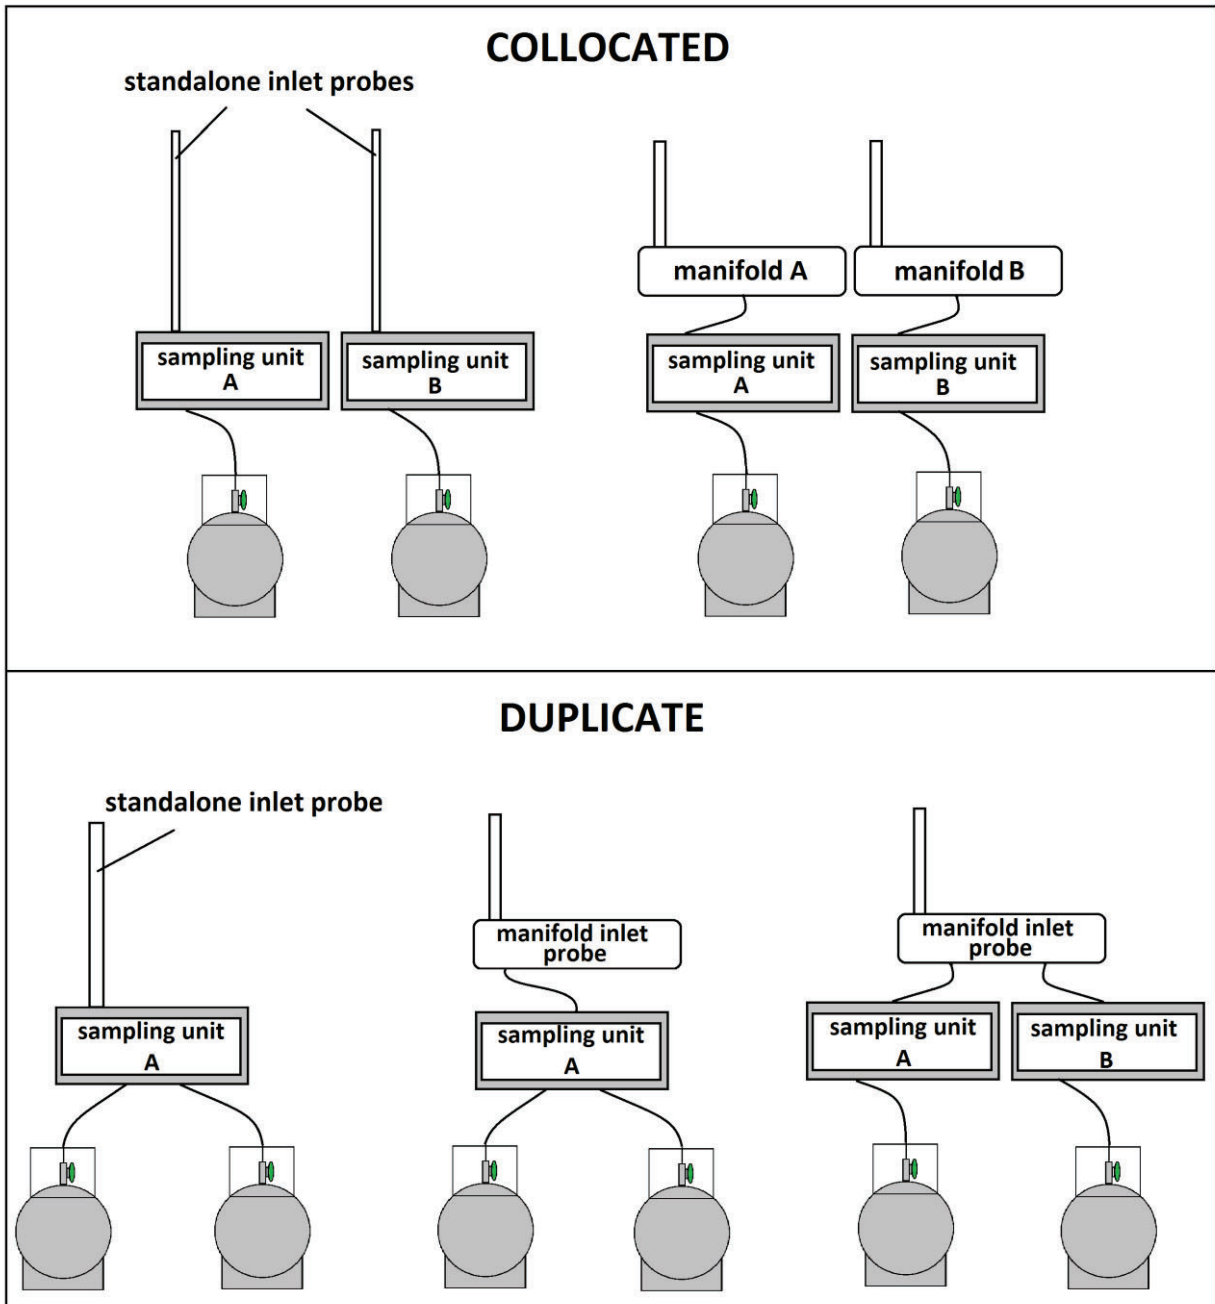 COLLOCATED
standalone inlet probes
manifold A
manifold B
sampling unit
A
sampling unit
B
sampling unit
A
sampling unit
B
DUPLICATE
standalone inlet probe
manifold inlet
probe
manifold inlet
probe
sampling unit
A
sampling unit
A
sampling unit
A
sampling unit
B